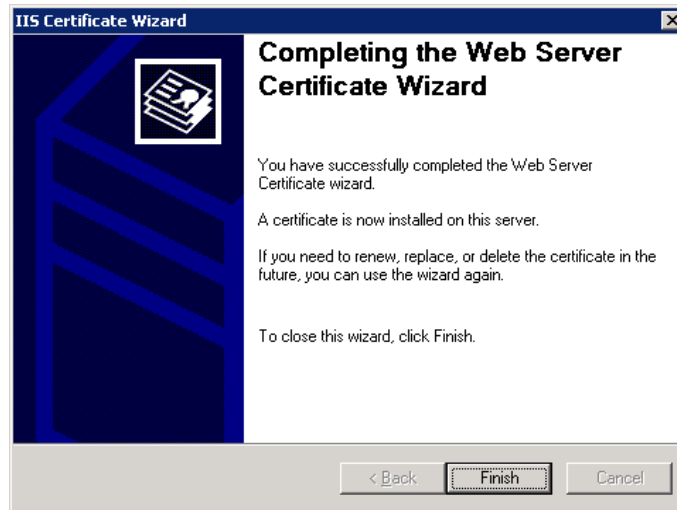 IIS Certificate Wizard
Completing the Web Server
Certificate Wizard
You have successfully completed the Web Server
Certificate wizard.
A certificate is now installed on this server.
If you need to renew, replace, or delete the certificate in the
future, you can use the wizard again.
To close this wizard, click Finish.
< Back Finish Cancel